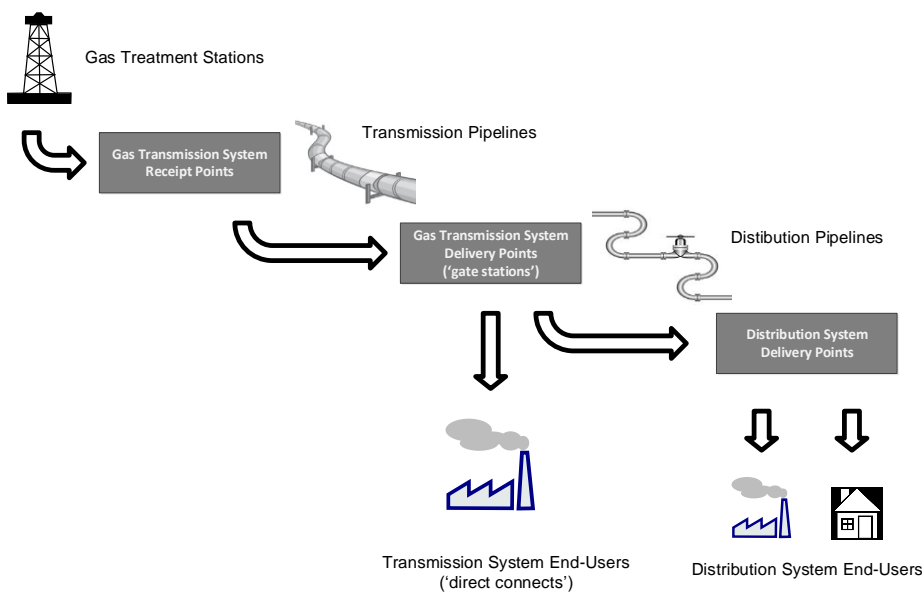 Gas Treatment Stations
Transmission Pipelines
Gas Transmission System
Receipt Points
Gas Transmission System
Delivery Points
(‘gate stations’)
Distibution Pipelines
Distribution System
Delivery Points
Transmission System End-Users
(‘direct connects’)
Distribution System End-Users